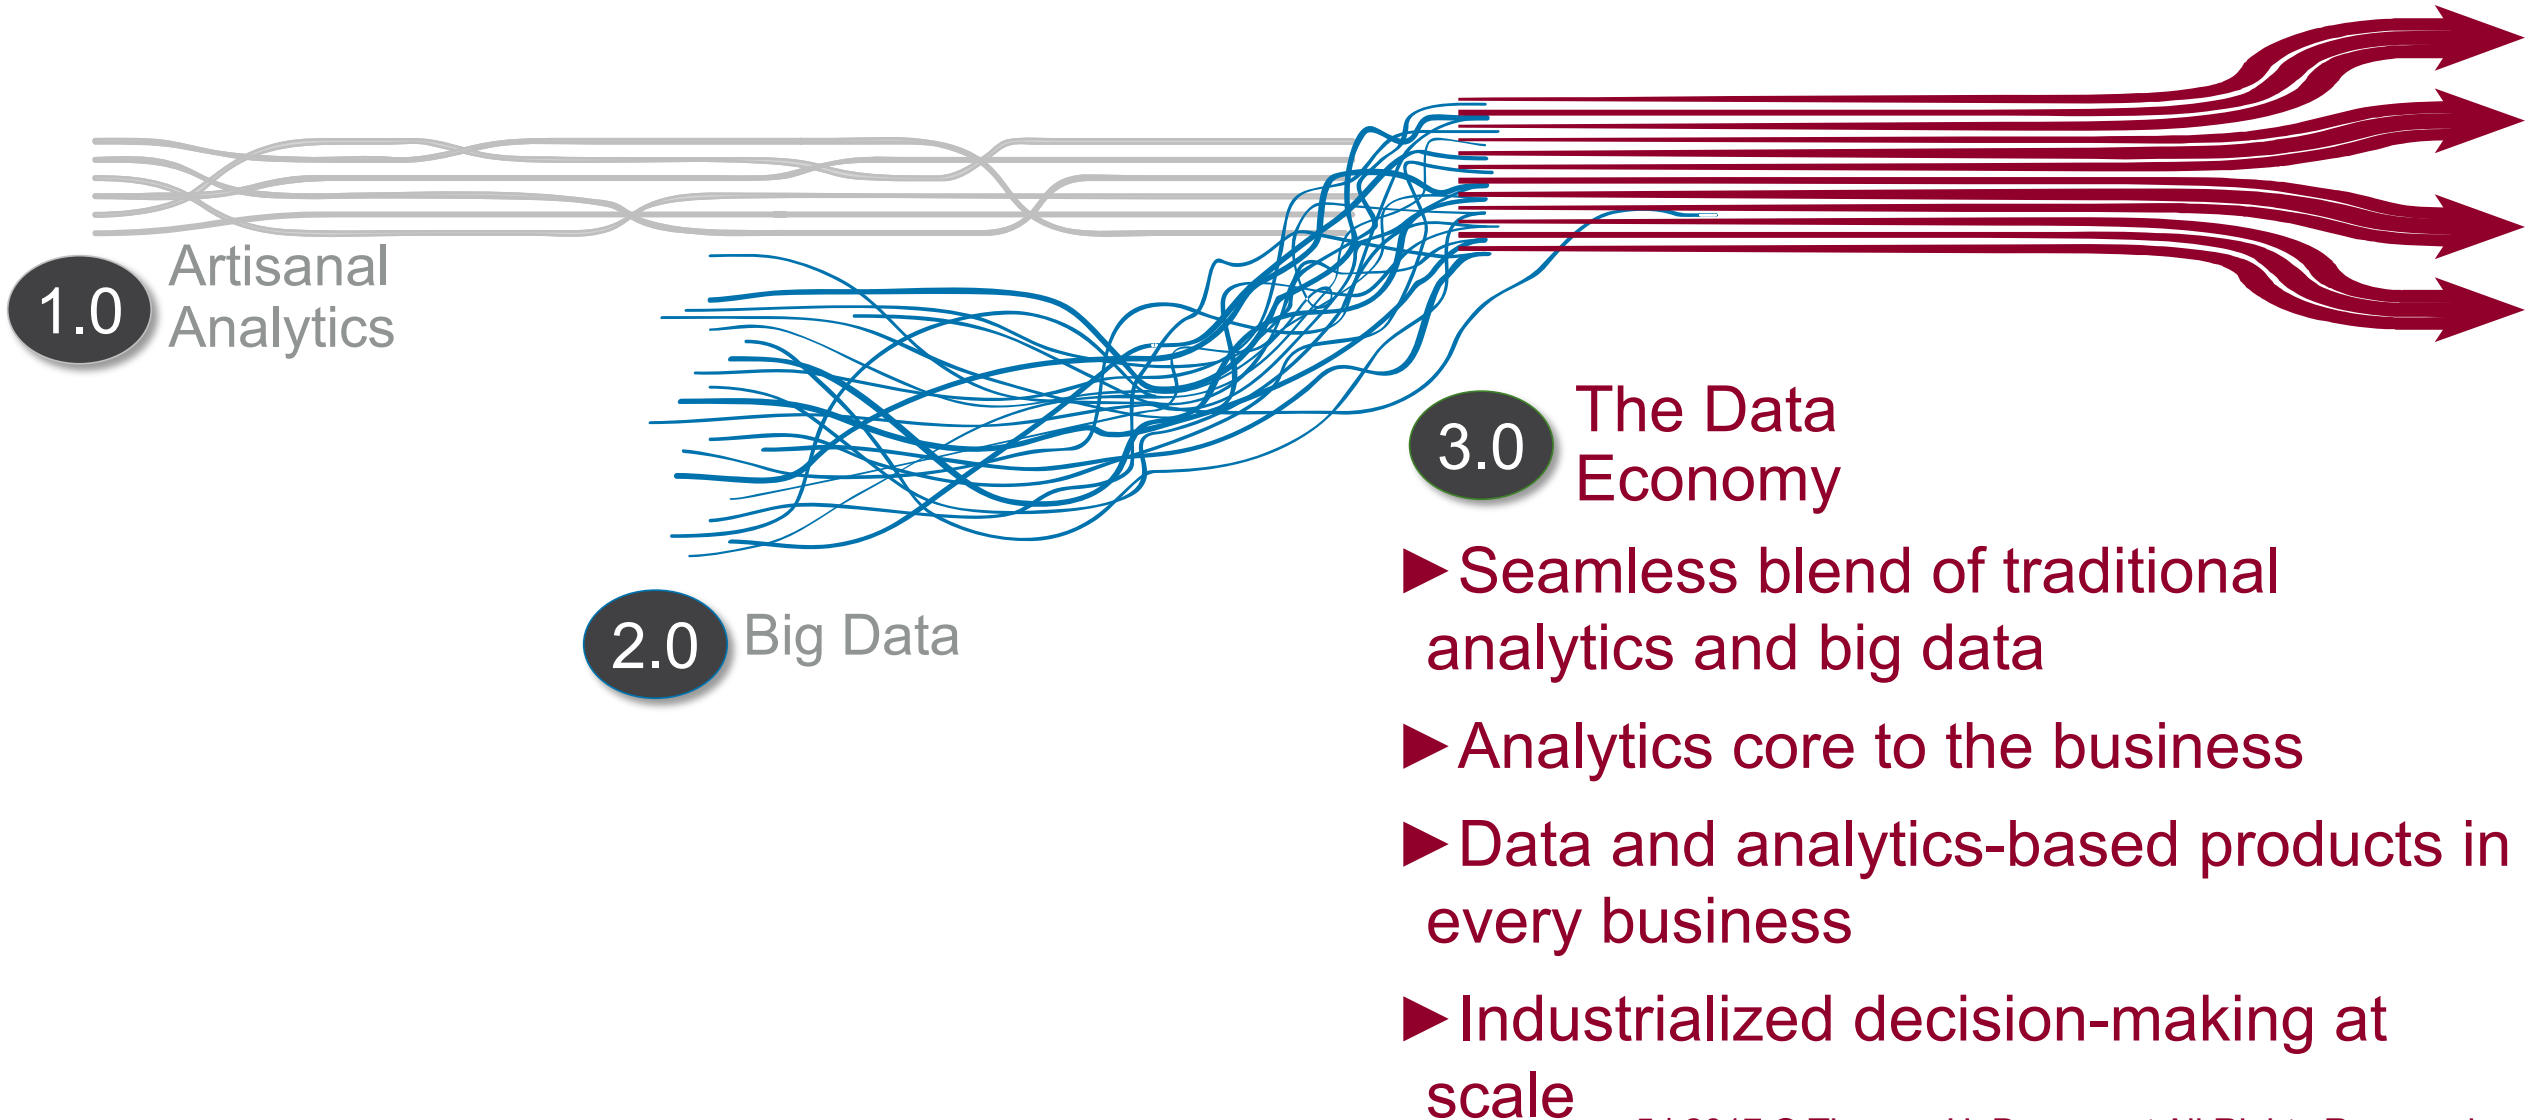 1.0
Artisanal
Analytics
2.0
Big Data
3.0
The Data
Economy
►Seamless blend of traditional
analytics and big data
►Analytics core to the business
►Data and analytics-based products in
every business
►Industrialized decision-making at
scale